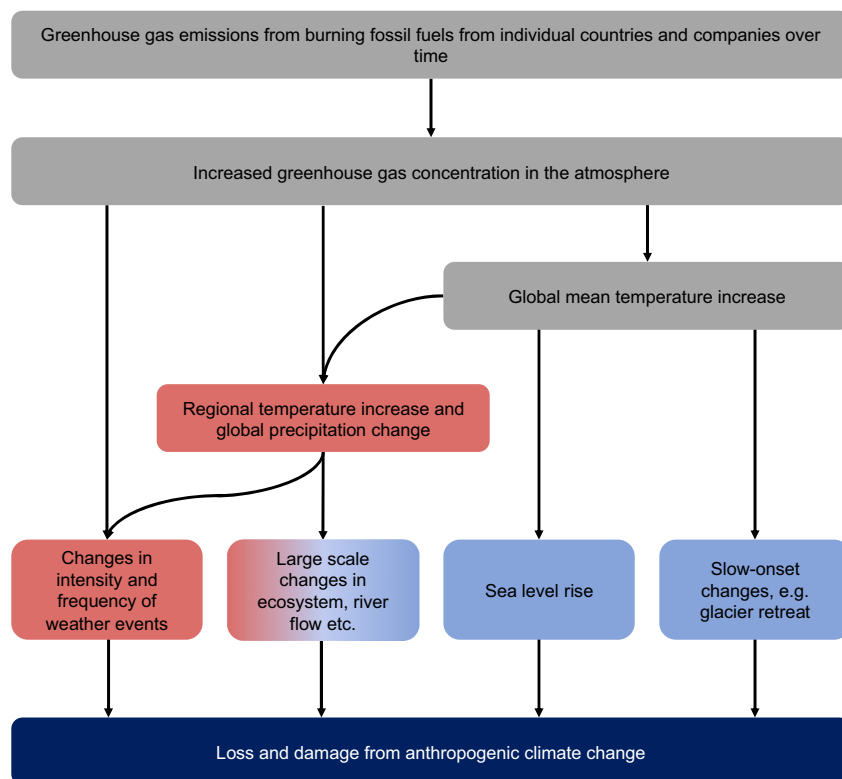 Greenhouse gas emissions from burning fossil fuels from individual countries and companies over
time
Increased greenhouse gas concentration in the atmosphere
Global mean temperature increase
Regional temperature increase and
global precipitation change
Changes in
intensity and
frequency of
weather events
Large scale
changes in
ecosystem, river
flow etc.
Sea level rise
Slow-onset
changes, e.g.
glacier retreat
Loss and damage from anthropogenic climate change